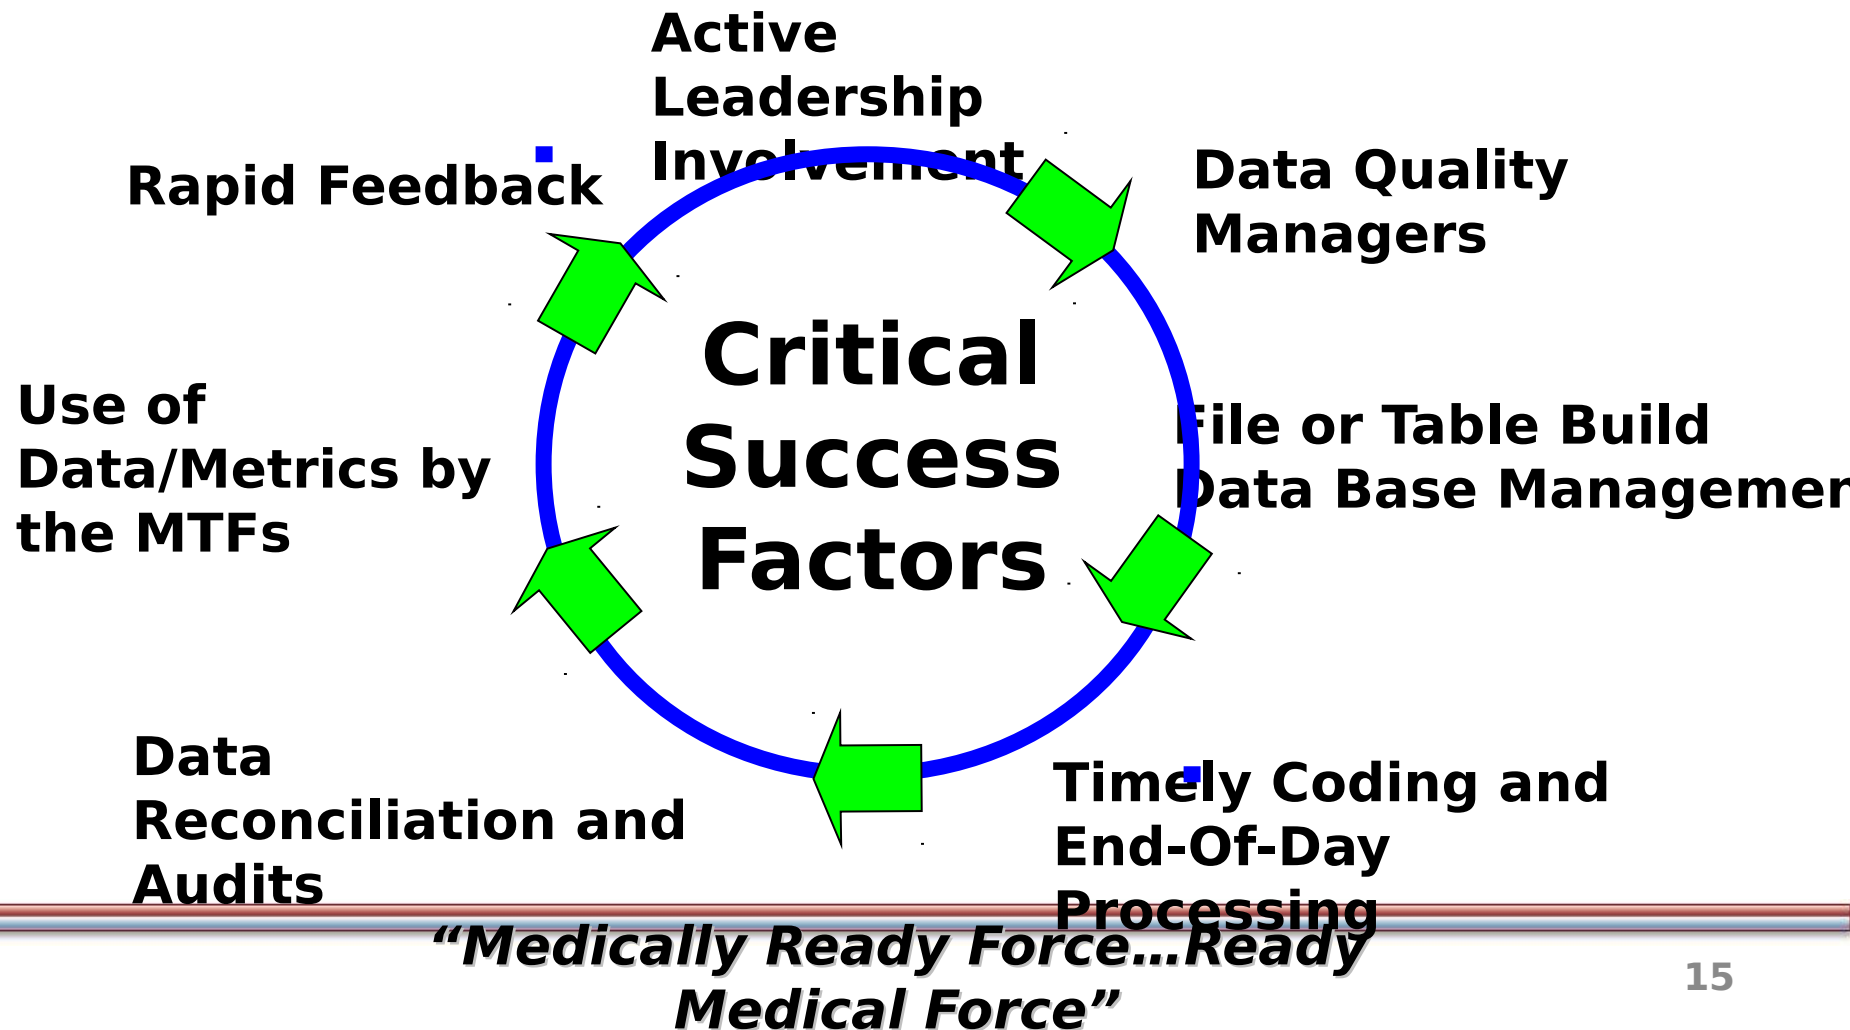 Active
Leadership
Involvement
Data Quality
Managers
File or Table Build
Data Base Managemen
Timely Coding and
End-Of-Day
Processing
Data
Reconciliation and
Audits
Use of
Data/Metrics by
the MTFs
Rapid Feedback
Critical
Success
Factors
“Medically Ready Force…Ready
Medical Force”
15